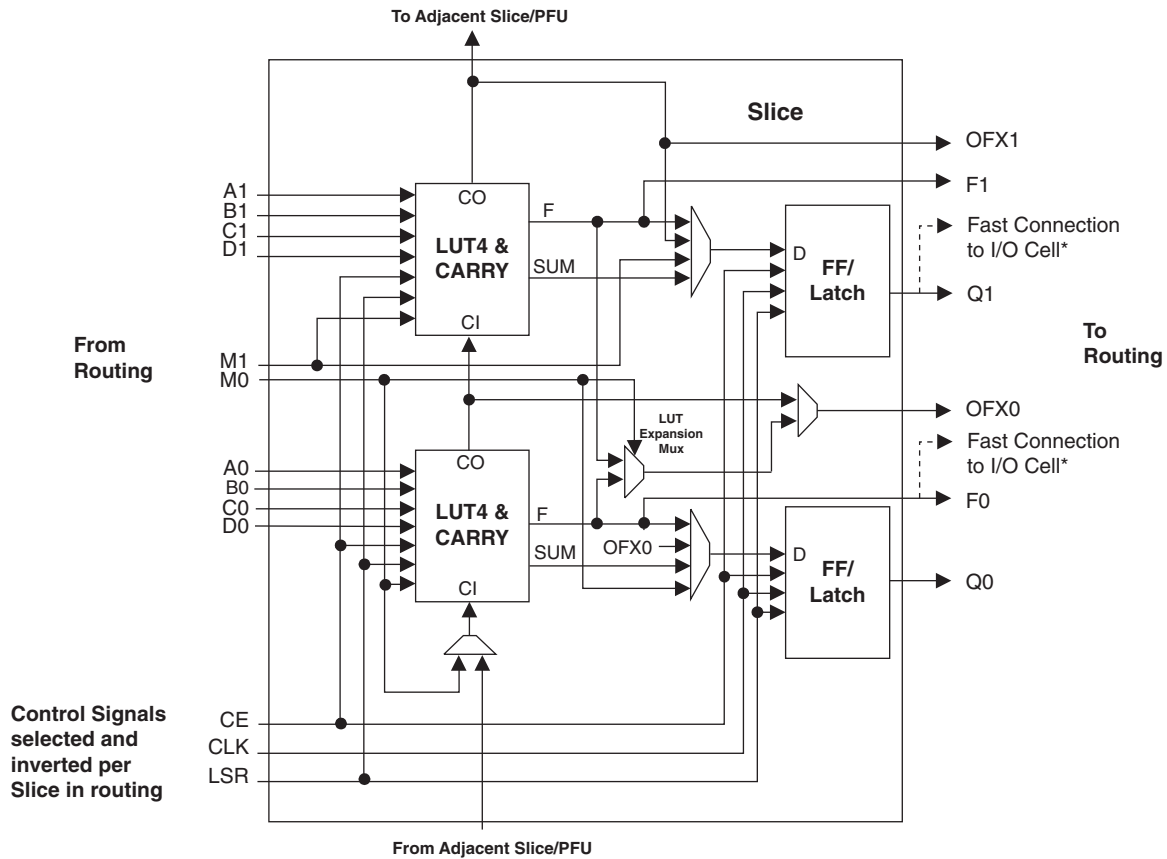 To Adjacent Slice/PFU
Slice
OFX1
F1
Fast Connection
to I/O Cell*
Q1
A1
B1
C1
D1
CO
LUT4 &
CARRY
CI
F
SUM
D
FF/
Latch
From
Routing
M1
M0
To
Routing
LUT
Expansion
Mux
OFX0
Fast Connection
to I/O Cell*
F0
A0
B0
C0
D0
CO
LUT4 &
CARRY
CI
F
OFX0
SUM
D
FF/
Latch
Q0
Control Signals
selected and
inverted per
Slice in routing
CE
CLK
LSR
From Adjacent Slice/PFU